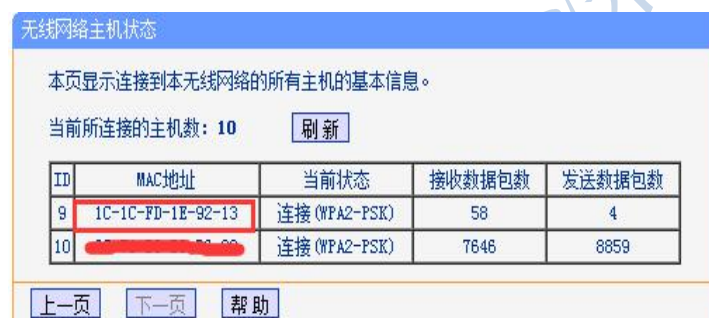 无线网络主机状态
本页显示连接到本无线网络的所有主机的基本信息。
当前所连接的主机数: 10 刷新
ID MAC地址 当前状态 接收数据包数 发送数据包数
9 1C-1C-FD-1E-92-13 连接(WPA2-PSK) 58 4
10 连接(WPA2-PSK) 7646 8859
上一页 下一页 帮助